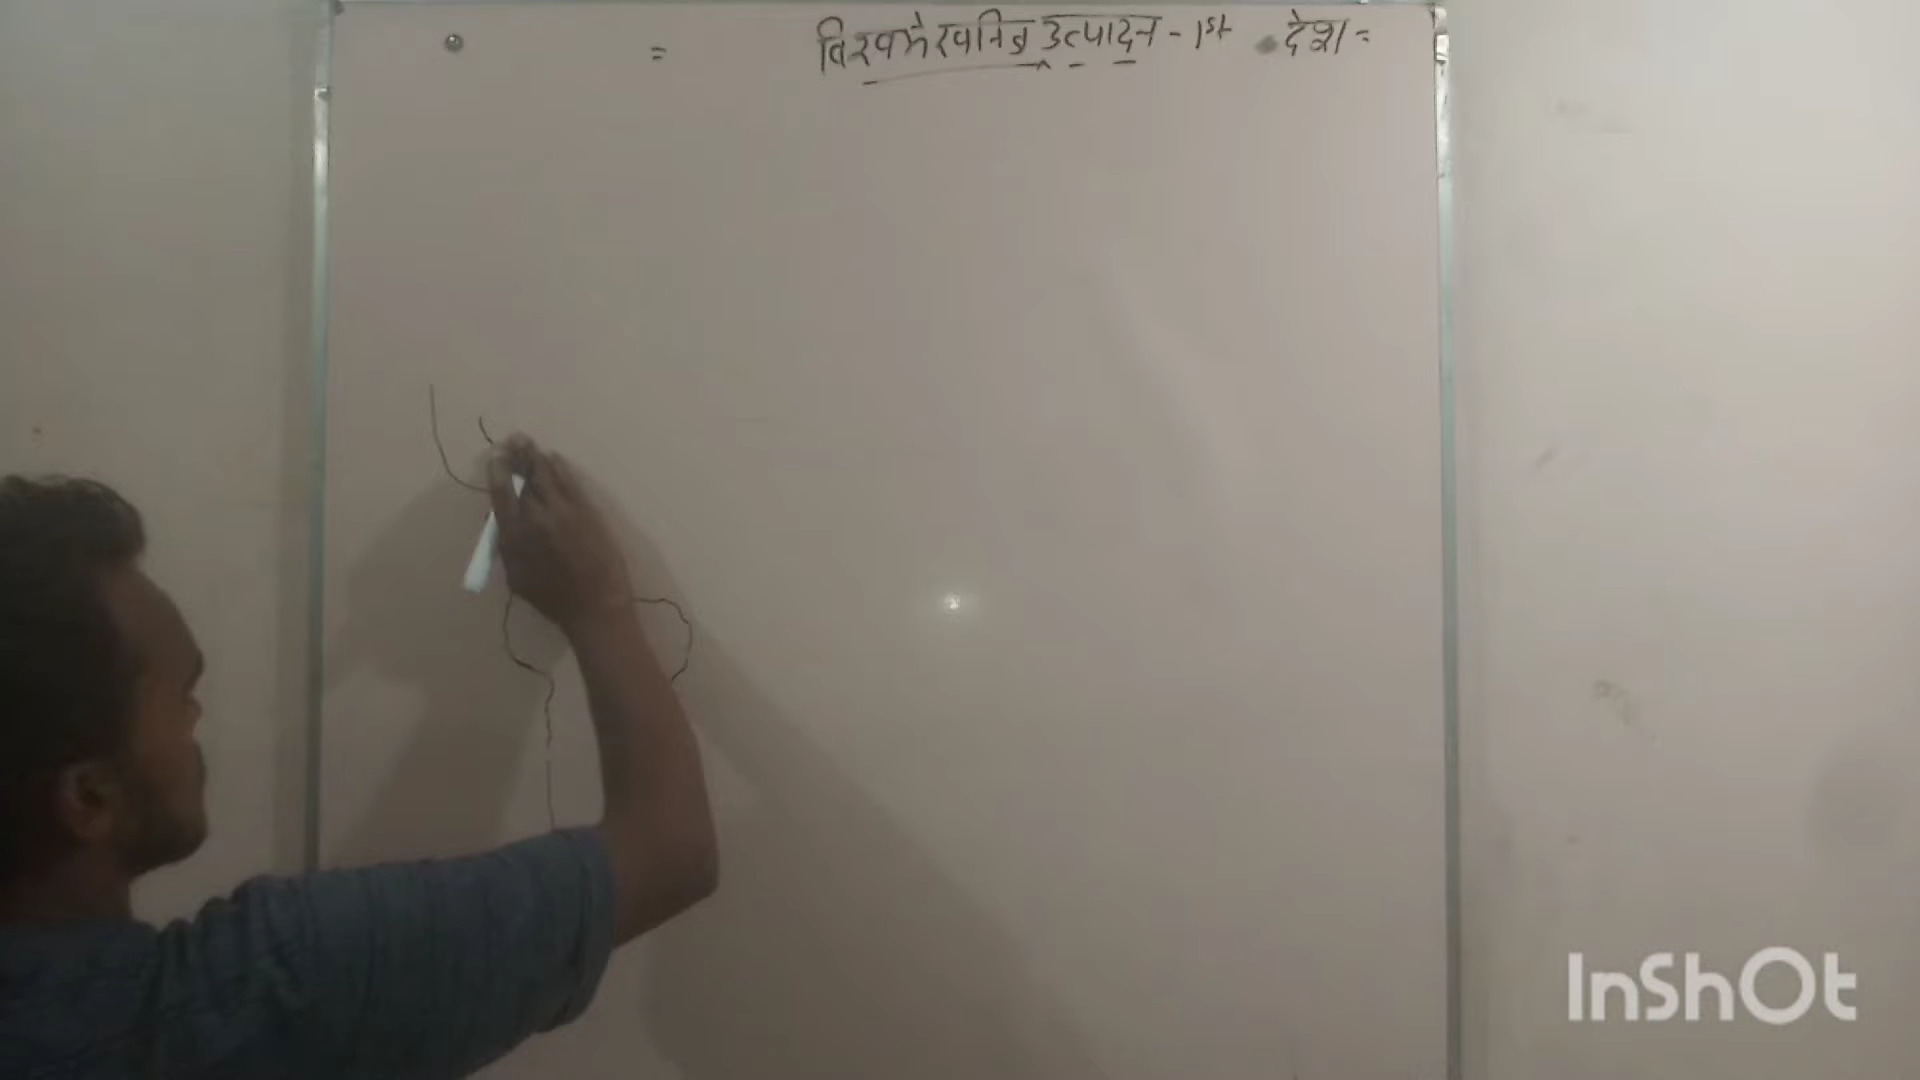 = विश्व मे खनिज उत्पादन - 1st देश =
InShOt